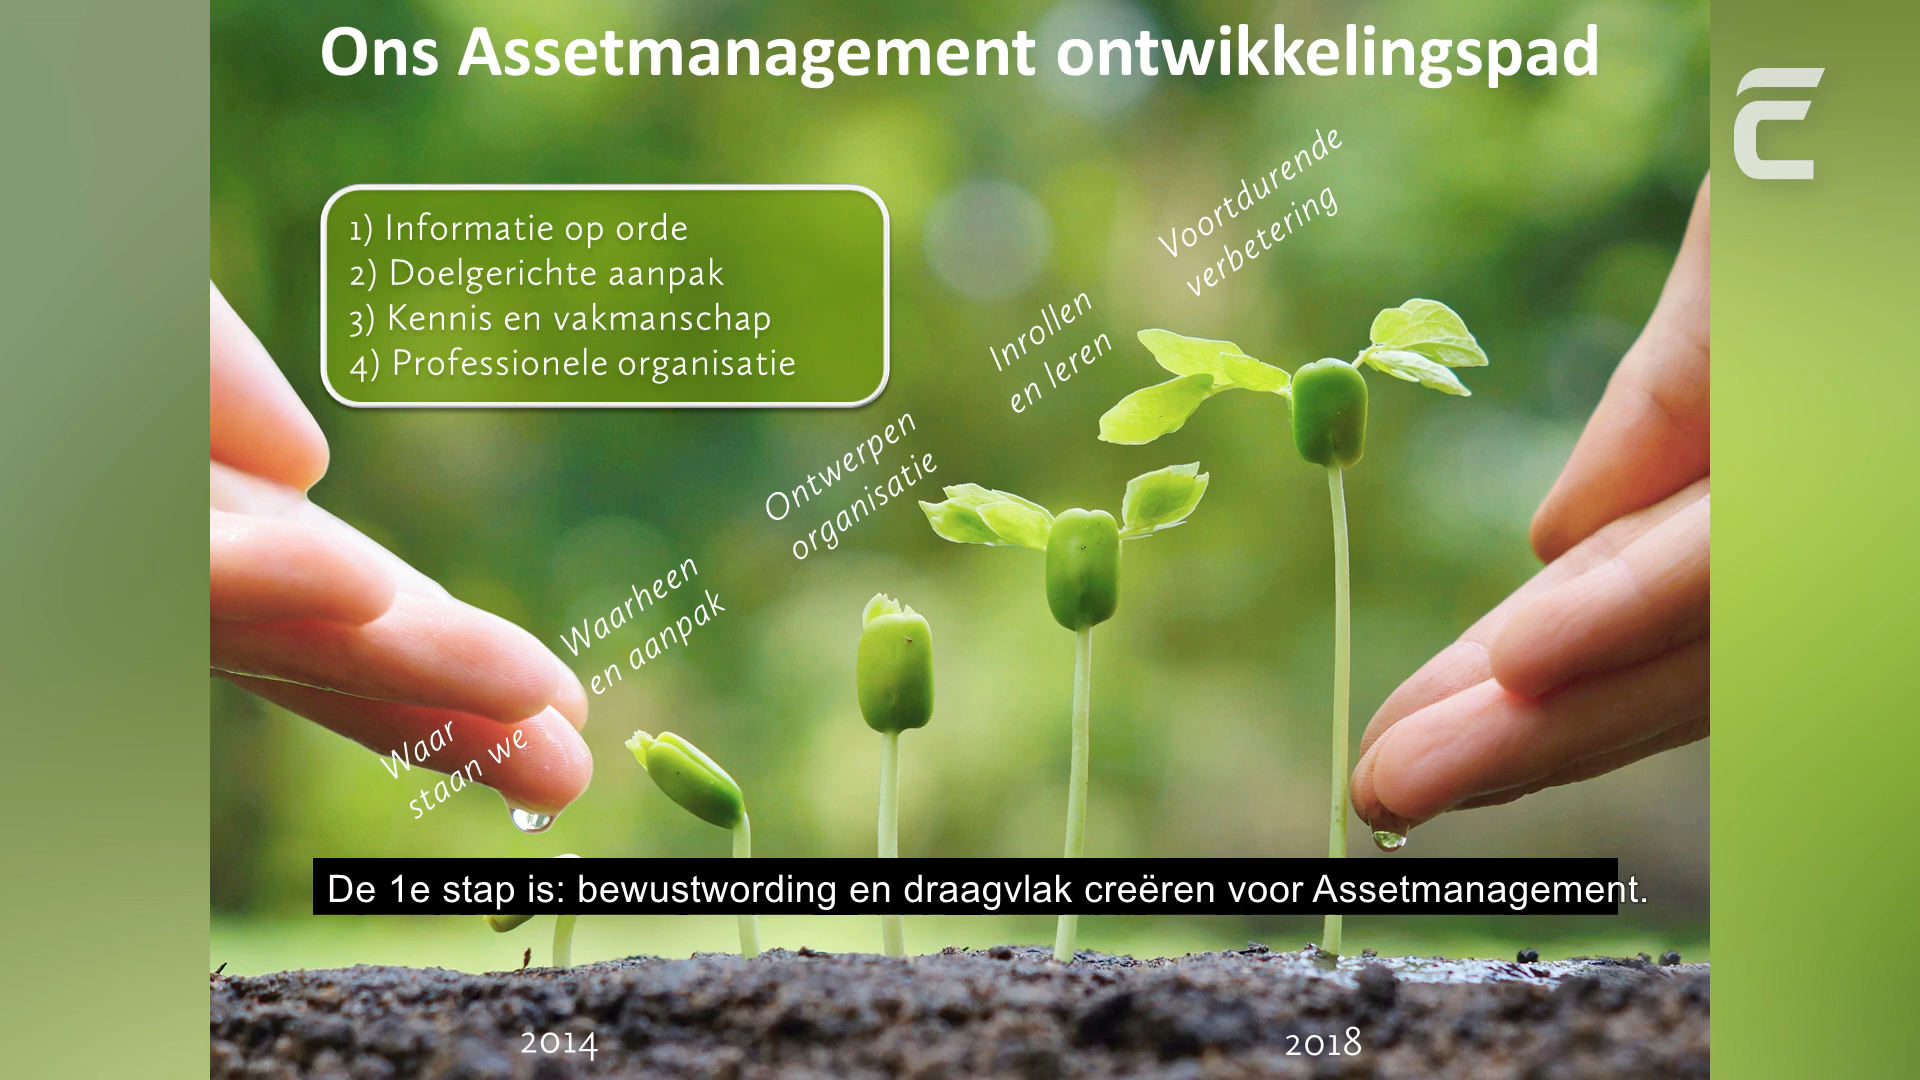 Ons Assetmanagement ontwikkelingspad
1) Informatie op orde
2) Doelgerichte aanpak
3) Kennis en vakmanschap
4) Professionele organisatie
Waar
staan we
Waarheen
en aanpak
Ontwerpen
organisatie
Inrollen
en leren
Voortdurende
verbetering
De 1e stap is: bewustwording en draagvlak creëren voor Assetmanagement.
2014
2018